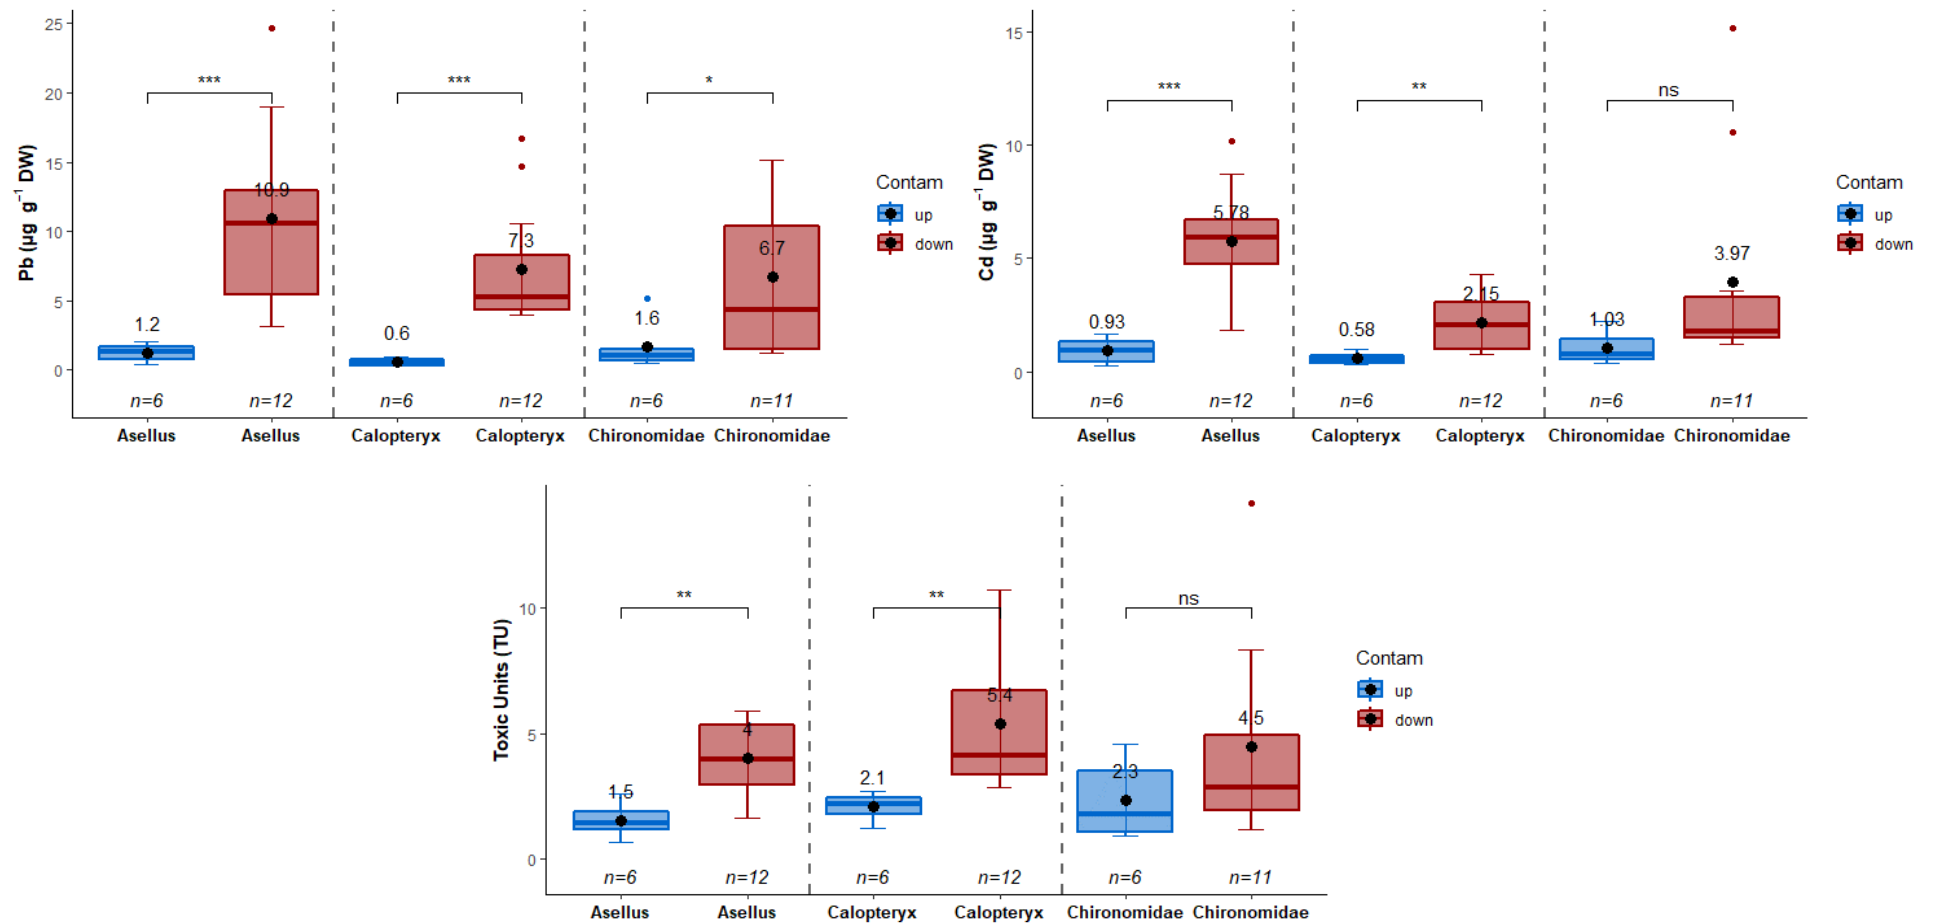 25
20
15
10
5
0
Pb (µg g⁻¹ DW)
***
***
*
1.2
10.9
0.6
7.3
1.6
6.7
n=6
n=12
n=6
n=12
n=6
n=11
Asellus
Asellus
Calopteryx
Calopteryx
Chironomidae
Chironomidae
Contam
up
down
15
10
5
0
Cd (µg g⁻¹ DW)
***
**
ns
0.93
5.78
0.58
2.15
1.03
3.97
n=6
n=12
n=6
n=12
n=6
n=11
Asellus
Asellus
Calopteryx
Calopteryx
Chironomidae
Chironomidae
Contam
up
down
10
5
0
Toxic Units (TU)
**
**
ns
1.5
4
2.1
5.4
2.3
4.5
n=6
n=12
n=6
n=12
n=6
n=11
Asellus
Asellus
Calopteryx
Calopteryx
Chironomidae
Chironomidae
Contam
up
down